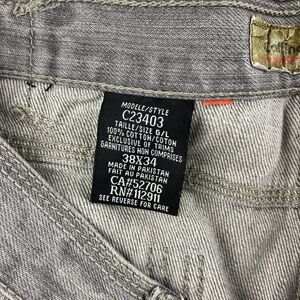 MODELE/STYLE
C23403
TAILLE/SIZE G/L
100% COTTON/COTON
EXCLUSIVE OF TRIMS
GARNITURES NON COMPRISES
38X34
MADE IN PAKISTAN
FAIT AU PAKISTAN
CA#52706
RN#112911
SEE REVERSE FOR CARE